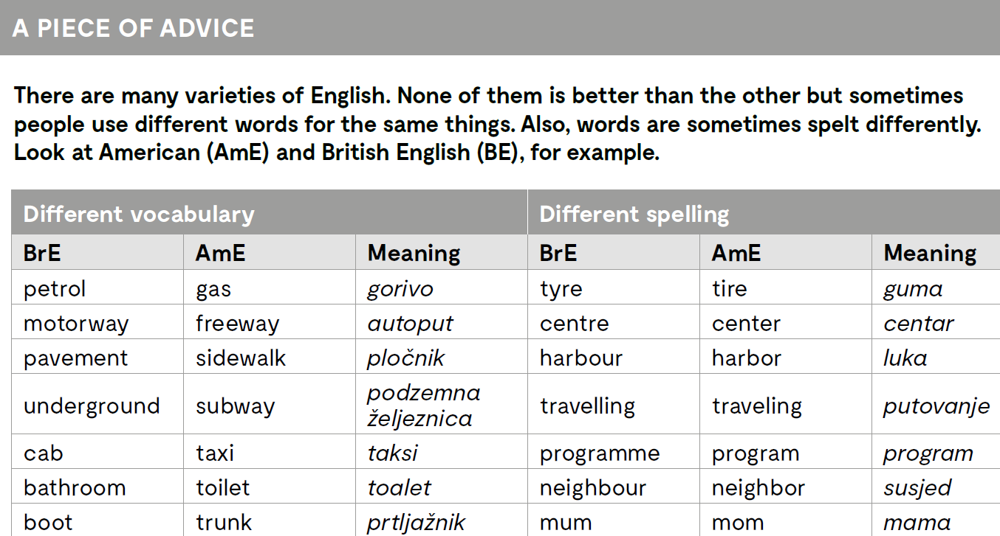 A PIECE OF ADVICE
There are many varieties of English. None of them is better than the other but sometimes
people use different words for the same things. Also, words are sometimes spelt differently.
Look at American (AmE) and British English (BE), for example.
Different vocabulary Different spelling
BrE AmE Meaning BrE AmE Meaning
petrol gas gorivo tyre tire guma
motorway freeway autoput centre center centar
pavement sidewalk pločnik harbour harbor luka
underground subway podzemna željeznica travelling traveling putovanje
cab taxi taksi programme program program
bathroom toilet toalet neighbour neighbor susjed
boot trunk prtljažnik mum mom mama